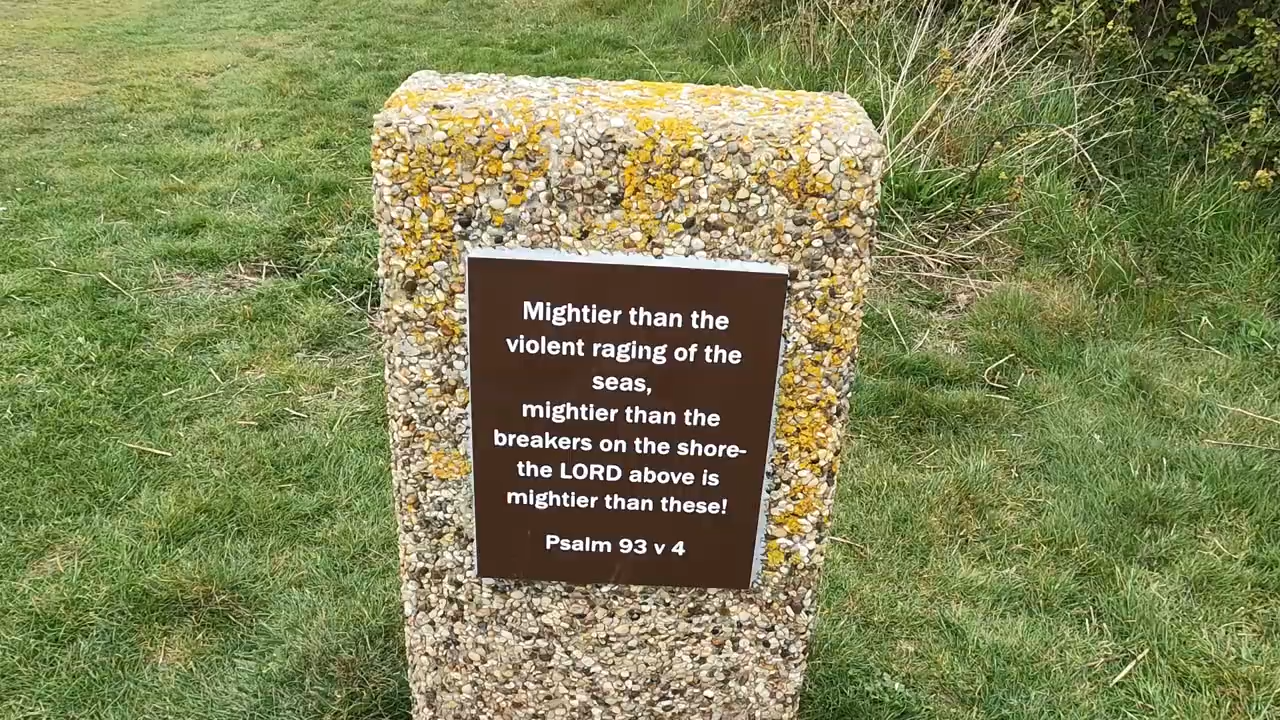 Mightier than the
violent raging of the
seas,
mightier than the
breakers on the shore-
the LORD above is
mightier than these!
Psalm 93 v 4